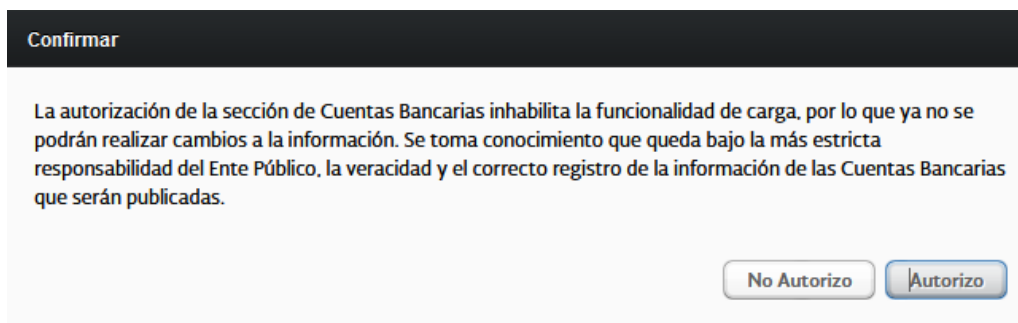 Confirmar
La autorización de la sección de Cuentas Bancarias inhabilita la funcionalidad de carga, por lo que ya no se
podrán realizar cambios a la información. Se toma conocimiento que queda bajo la más estricta
responsabilidad del Ente Público, la veracidad y el correcto registro de la información de las Cuentas Bancarias
que serán publicadas.
No Autorizo Autorizo